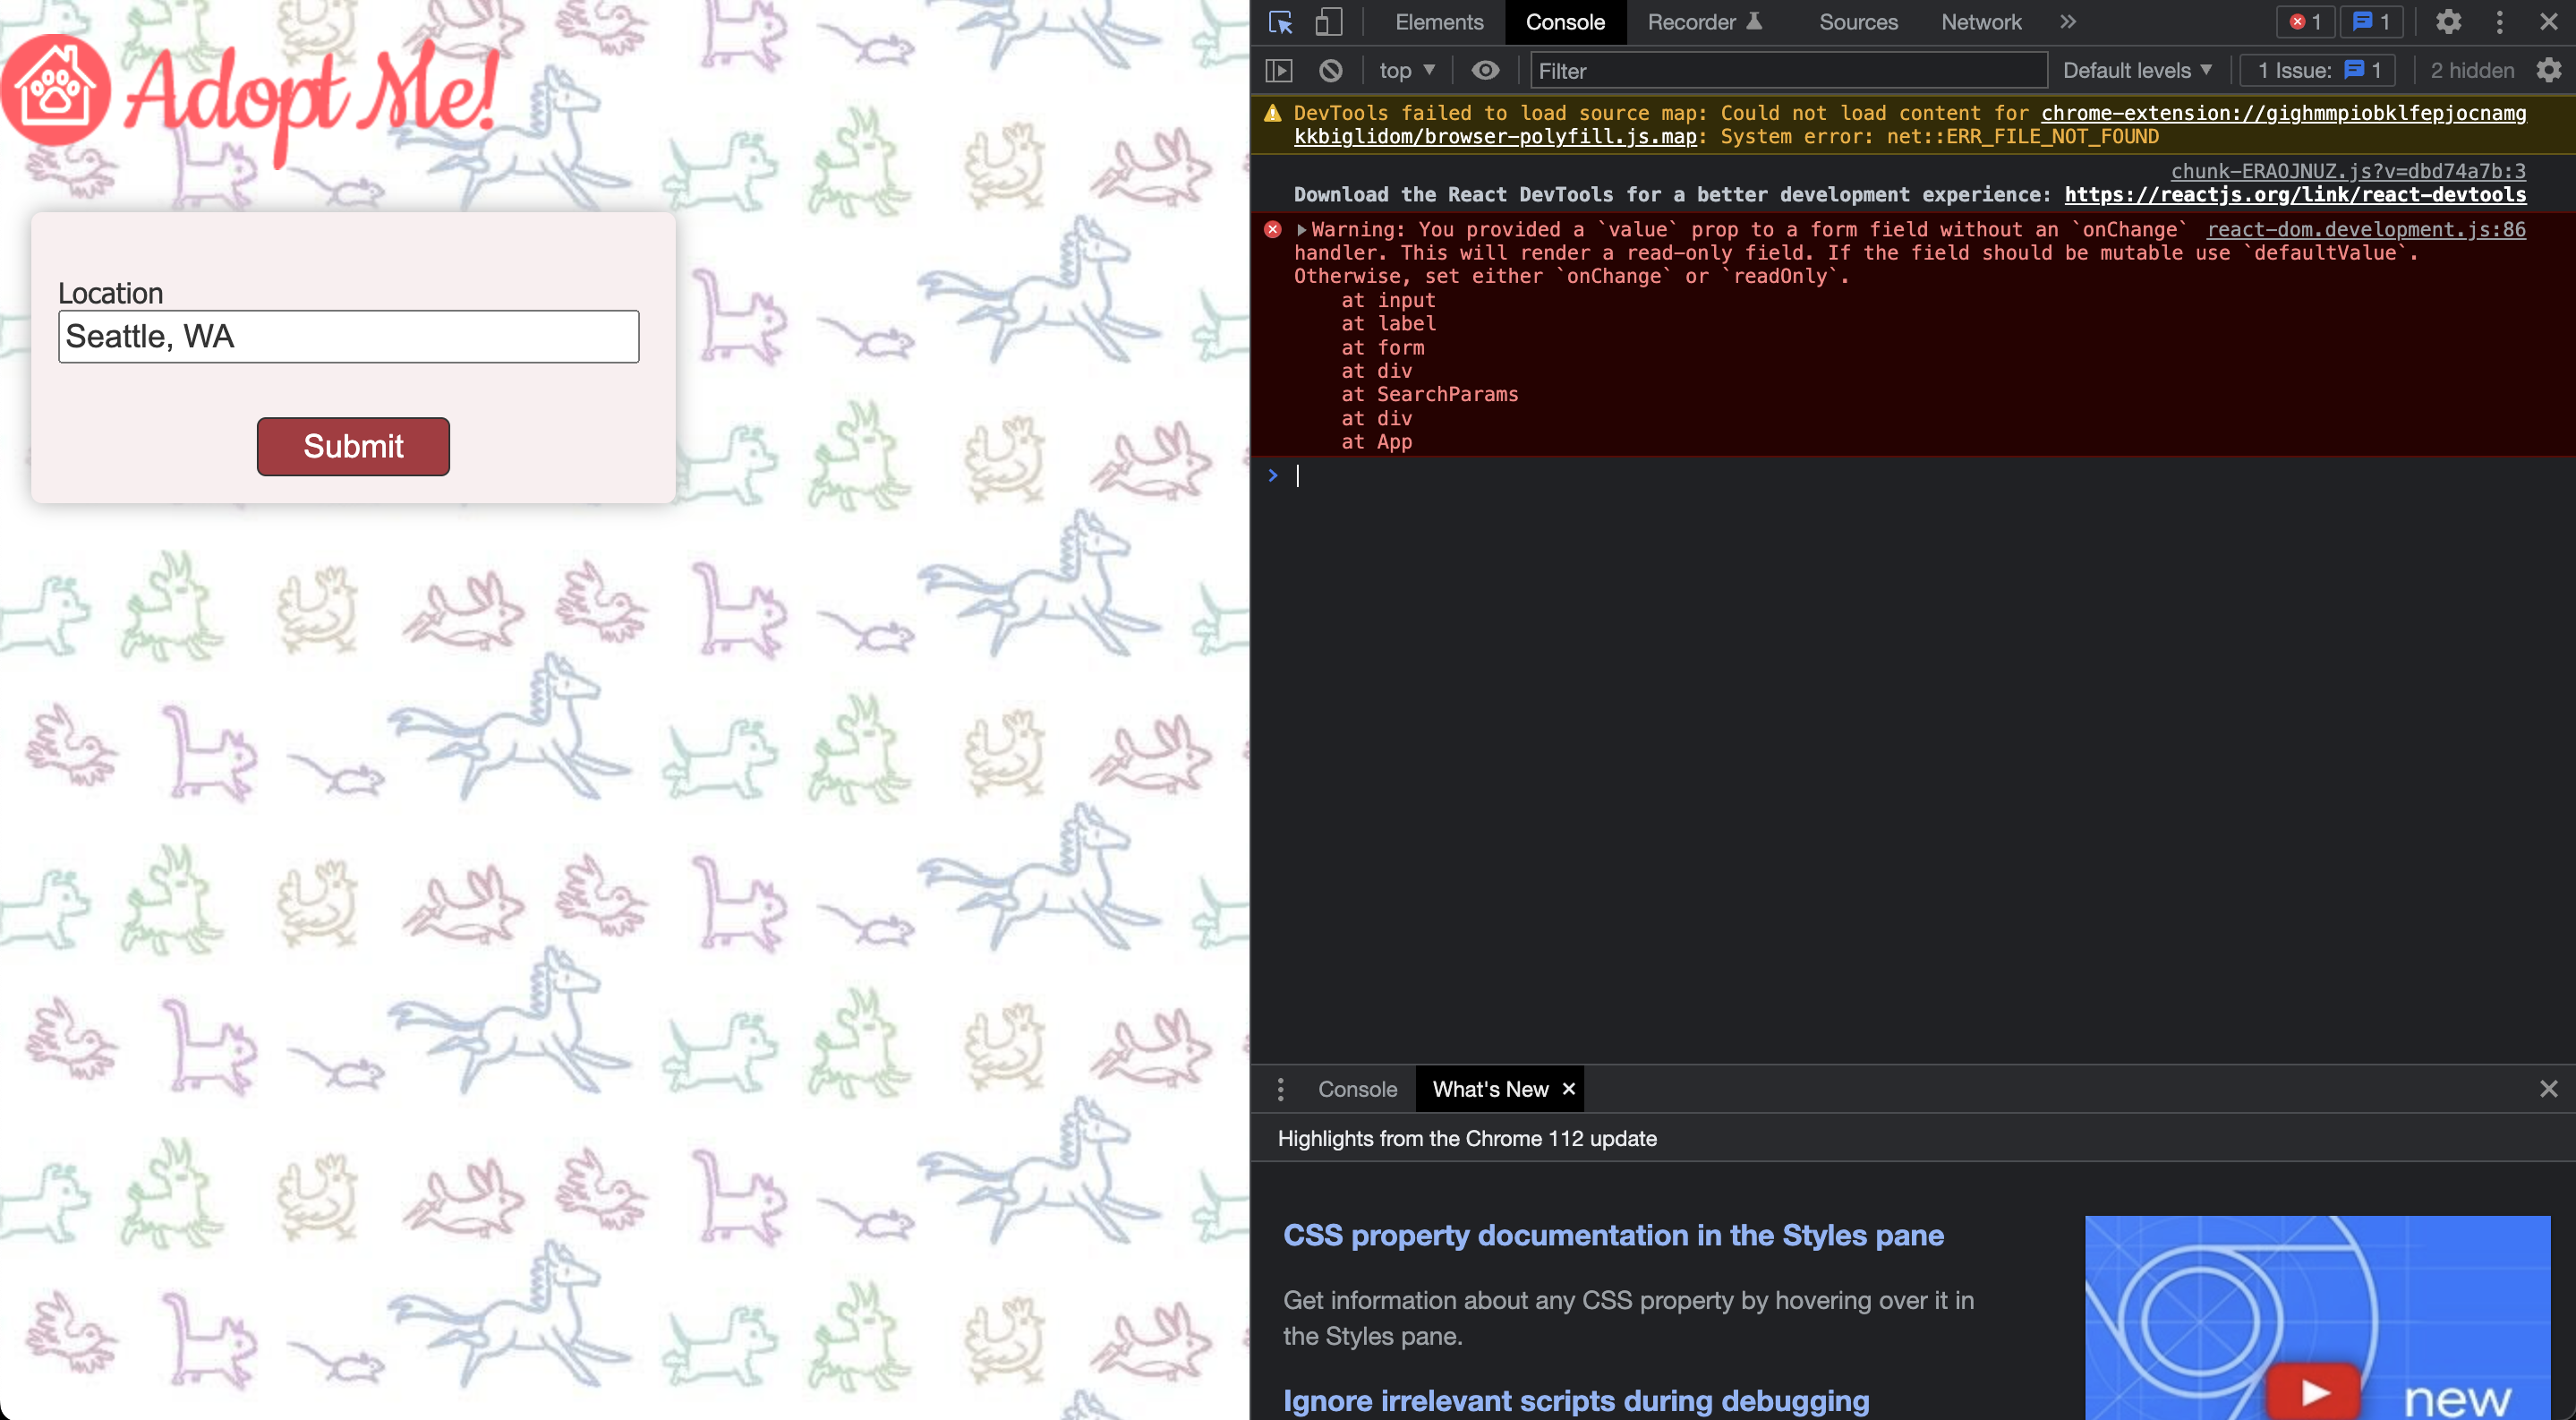 Adopt Me!
Location
Seattle, WA
Submit
Elements Console Recorder Sources Network » 1 1
top ▼ Filter Default levels ▼ 1 Issue: 1 2 hidden
DevTools failed to load source map: Could not load content for chrome-extension://gighmmpiobklfepjocnamg
kkbiglidom/browser-polyfill.js.map: System error: net::ERR_FILE_NOT_FOUND
chunk-ERAOJNUZ.js?v=dbd74a7b:3
Download the React DevTools for a better development experience: https://reactjs.org/link/react-devtools
Warning: You provided a `value` prop to a form field without an `onChange` react-dom.development.js:86
handler. This will render a read-only field. If the field should be mutable use `defaultValue`.
Otherwise, set either `onChange` or `readOnly`.
at input
at label
at form
at div
at SearchParams
at div
at App
Console What's New ×
Highlights from the Chrome 112 update
CSS property documentation in the Styles pane
Get information about any CSS property by hovering over it in
the Styles pane.
Ignore irrelevant scripts during debugging
new